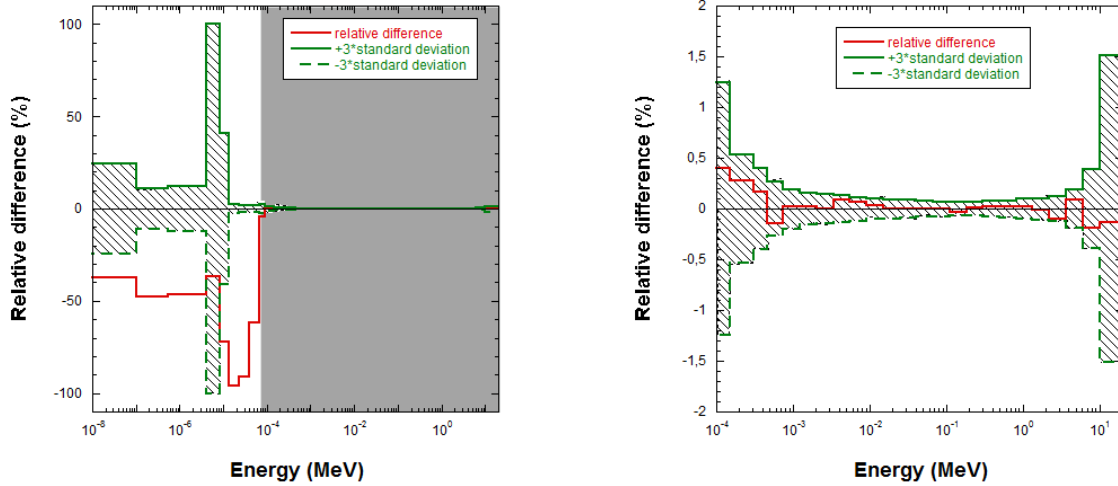 100
50
0
-50
-100
Relative difference (%)
relative difference
+3*standard deviation
-3*standard deviation
10^-8
10^-6
10^-4
10^-2
10^0
Energy (MeV)
2
1,5
1
0,5
0
-0,5
-1
-1,5
-2
Relative difference (%)
relative difference
+3*standard deviation
-3*standard deviation
10^-4
10^-3
10^-2
10^-1
10^0
10^1
Energy (MeV)